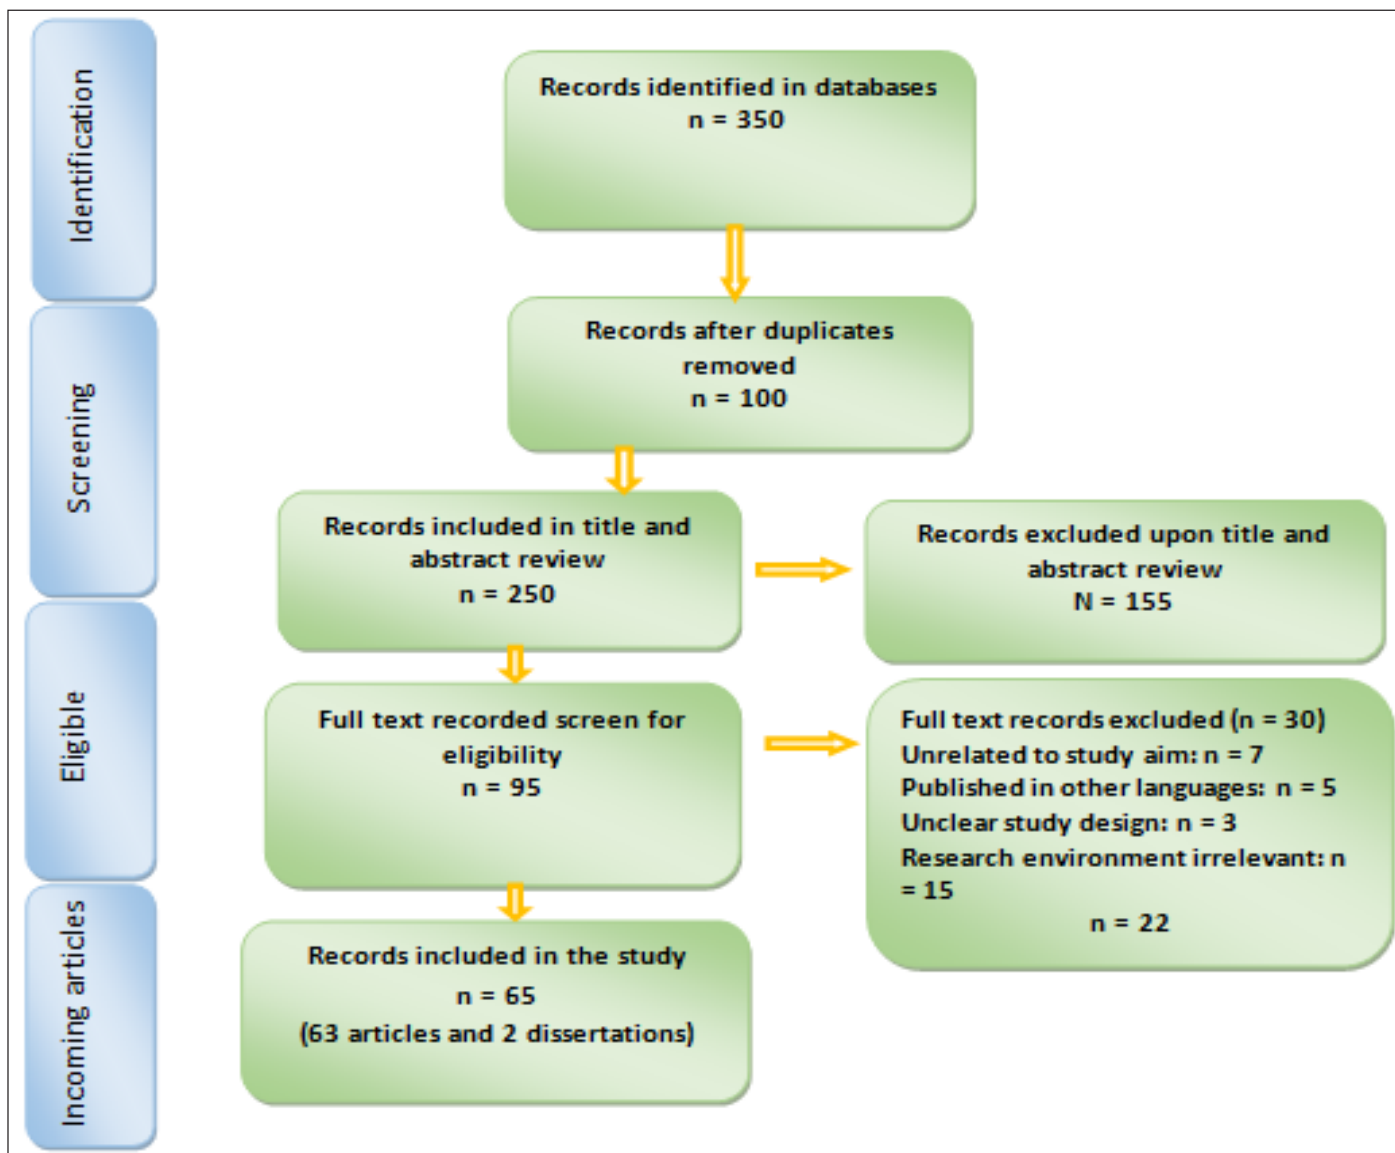 Identification
Records identified in databases
n = 350
Screening
Records after duplicates
removed
n = 100
Records included in title and
abstract review
n = 250
Records excluded upon title and
abstract review
N = 155
Eligible
Full text recorded screen for
eligibility
n = 95
Full text records excluded (n = 30)
Unrelated to study aim: n = 7
Published in other languages: n = 5
Unclear study design: n = 3
Research environment irrelevant: n
= 15
n = 22
Incoming articles
Records included in the study
n = 65
(63 articles and 2 dissertations)